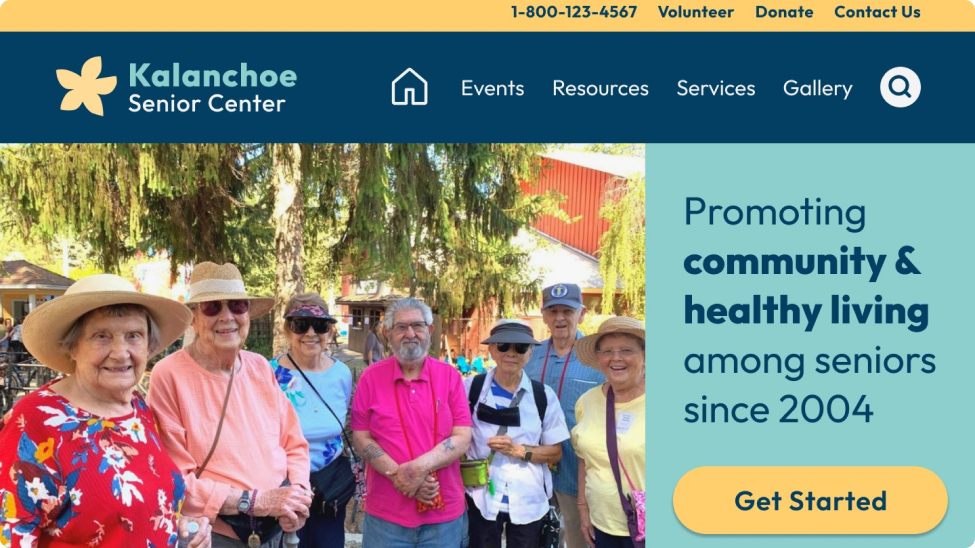 1-800-123-4567 Volunteer Donate Contact Us
Kalanchoe
Senior Center
Events Resources Services Gallery
Promoting
community &
healthy living
among seniors
since 2004
Get Started